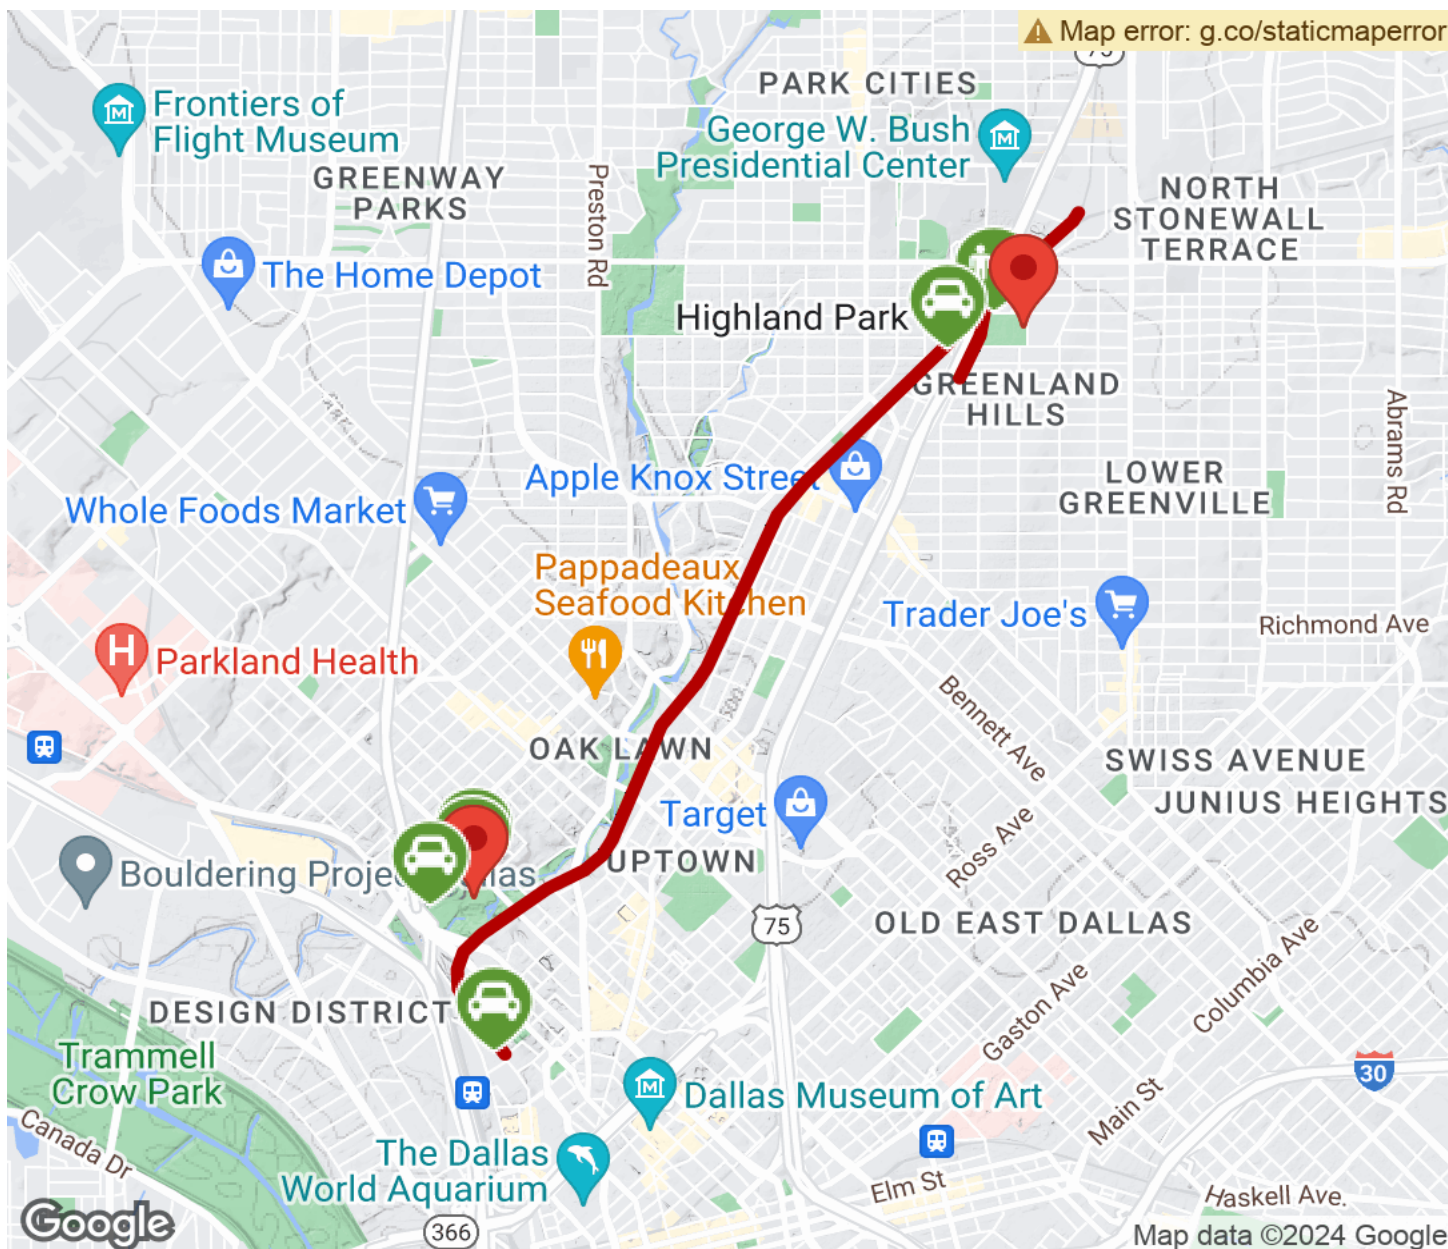 Map error: g.co/staticmaperror
75
PARK CITIES
Frontiers of
Flight Museum
George W. Bush
Presidential Center
GREENWAY
PARKS
Preston Rd
NORTH
STONEWALL
TERRACE
The Home Depot
Highland Park
GREENLAND
HILLS
Abrams Rd
Apple Knox Street
LOWER
GREENVILLE
Whole Foods Market
Pappadeaux
Seafood Kitchen
Trader Joe's
Richmond Ave
H
Parkland Health
Bennett Ave
OAK LAWN
SWISS AVENUE
JUNIUS HEIGHTS
Target
Ross Ave
UPTOWN
75
OLD EAST DALLAS
Columbia Ave
DESIGN DISTRICT
Gaston Ave
Trammell
Crow Park
30
Dallas Museum of Art
Main St
Canada Dr
The Dallas
World Aquarium
Elm St
Haskell Ave.
Google
366
Map data ©2024 Google